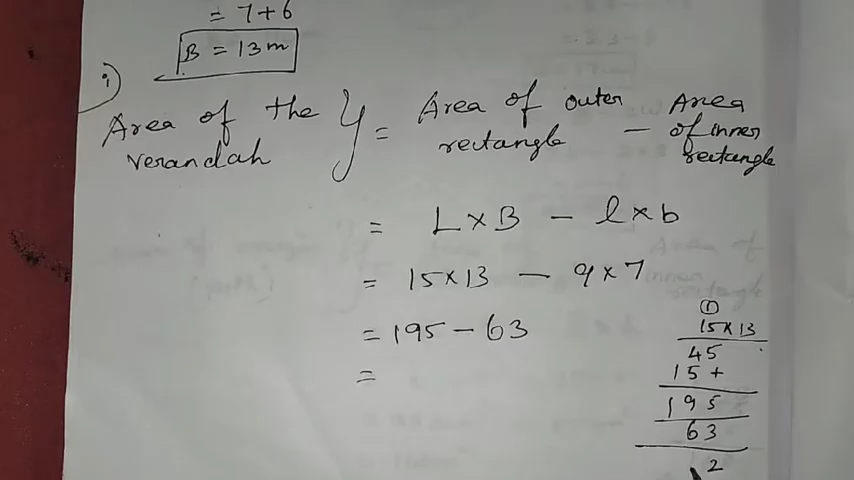 = 7+6
B = 13 m
i)
Area of the verandah } = Area of outer rectangle - Area of inner rectangle
= L × B - l × b
= 15×13 - 9×7
= 195 - 63
=
①
15×13
45
15+
195
63
2